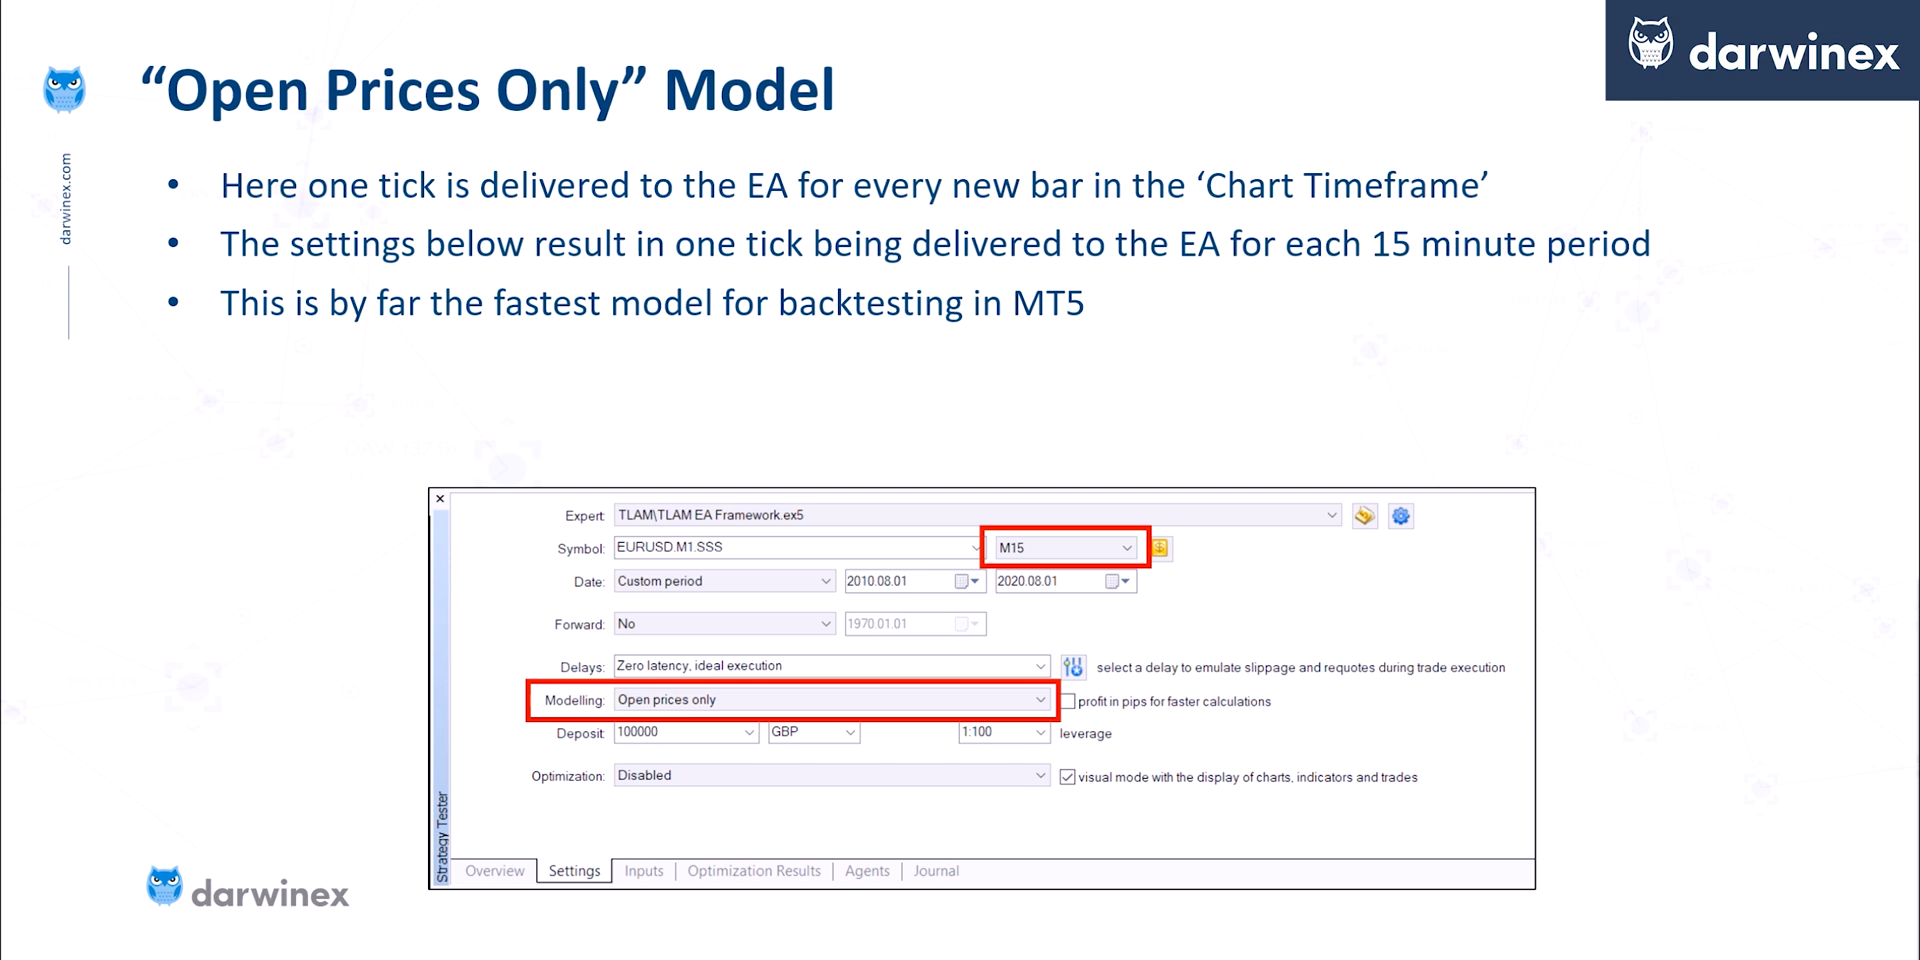 darwinex
“Open Prices Only” Model
darwinex.com
• Here one tick is delivered to the EA for every new bar in the ‘Chart Timeframe’
• The settings below result in one tick being delivered to the EA for each 15 minute period
• This is by far the fastest model for backtesting in MT5
Expert: TLAM\TLAM EA Framework.ex5
Symbol: EURUSD.M1.SSS M15
Date: Custom period 2010.08.01 2020.08.01
Forward: No 1970.01.01
Delays: Zero latency, ideal execution select a delay to emulate slippage and requotes during trade execution
Modelling: Open prices only profit in pips for faster calculations
Deposit: 100000 GBP 1:100 leverage
Optimization: Disabled visual mode with the display of charts, indicators and trades
Strategy Tester
Overview Settings Inputs Optimization Results Agents Journal
darwinex